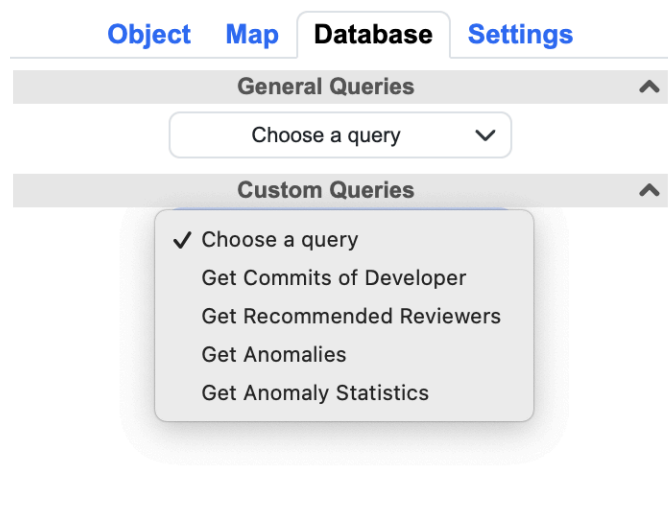 Object Map Database Settings
General Queries
Choose a query
Custom Queries
Choose a query
Get Commits of Developer
Get Recommended Reviewers
Get Anomalies
Get Anomaly Statistics